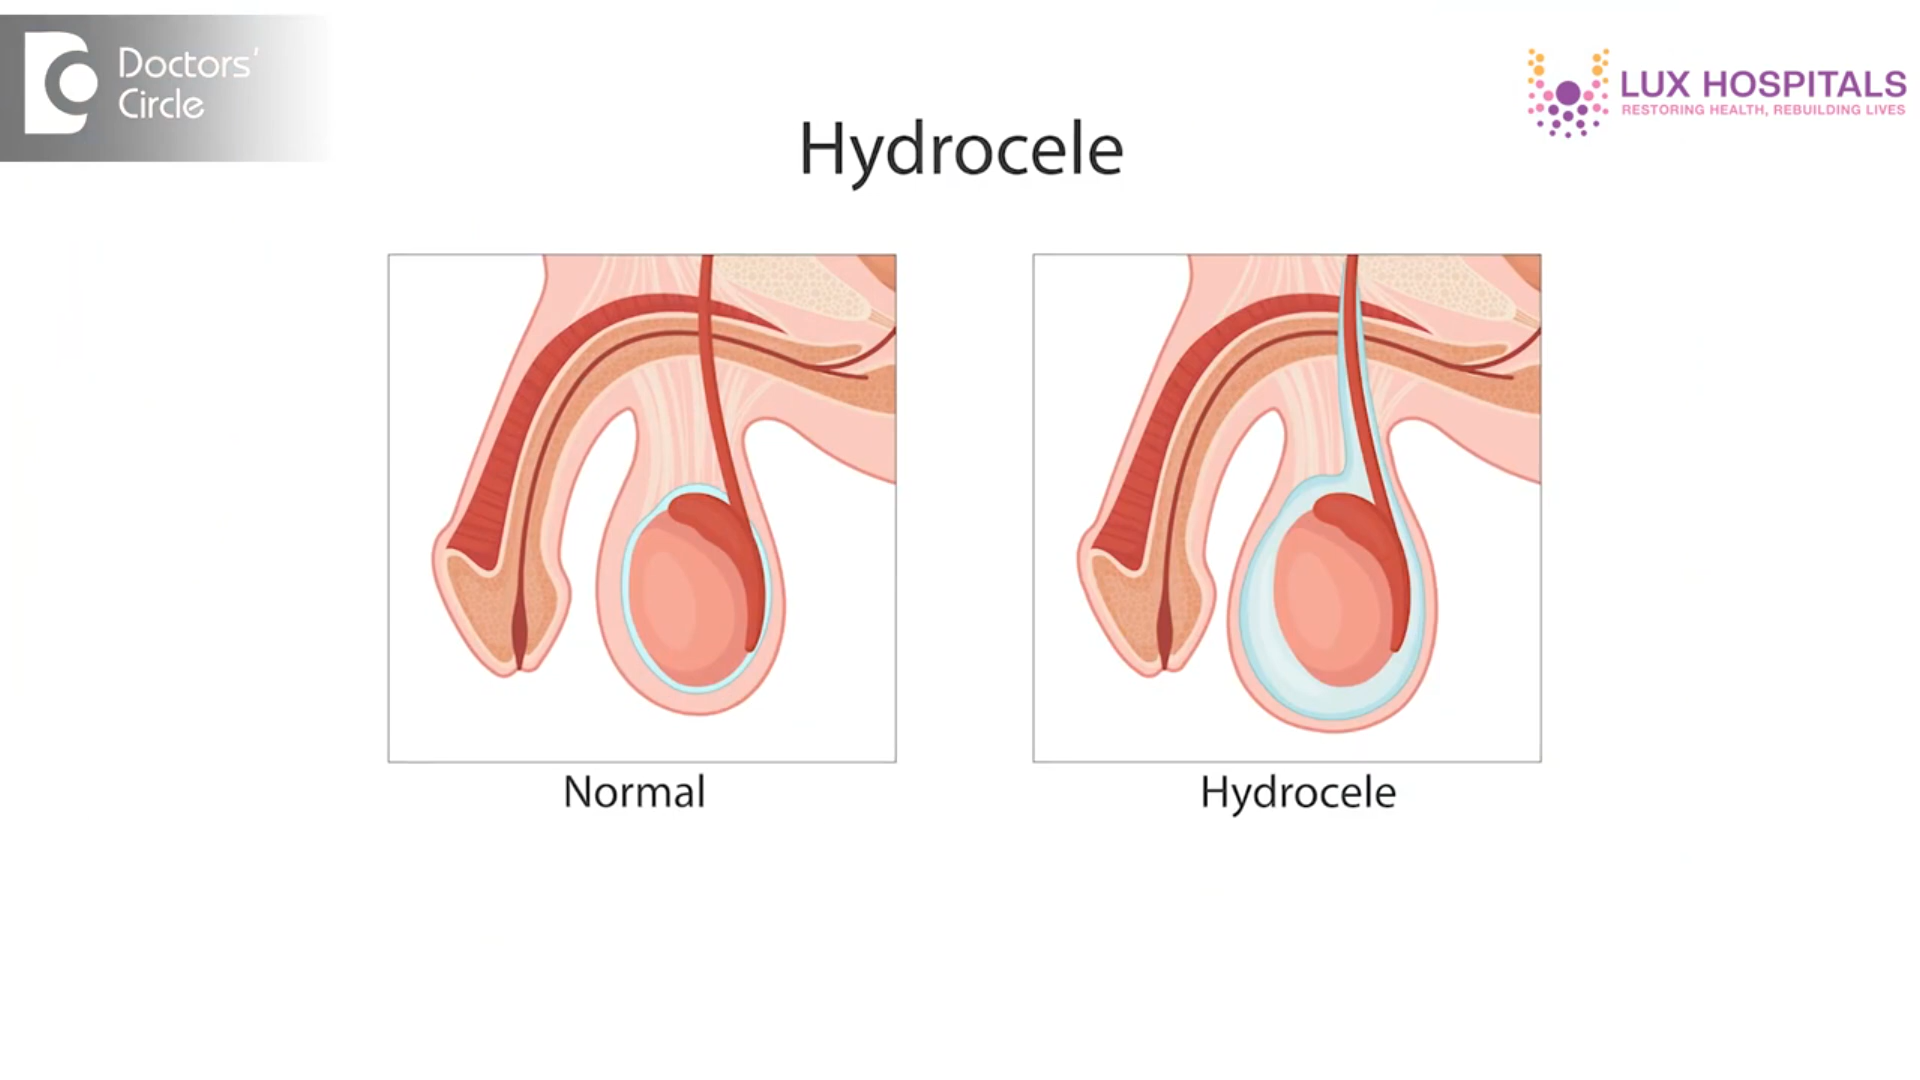 Doctors'
Circle
LUX HOSPITALS
RESTORING HEALTH, REBUILDING LIVES
Hydrocele
Normal
Hydrocele